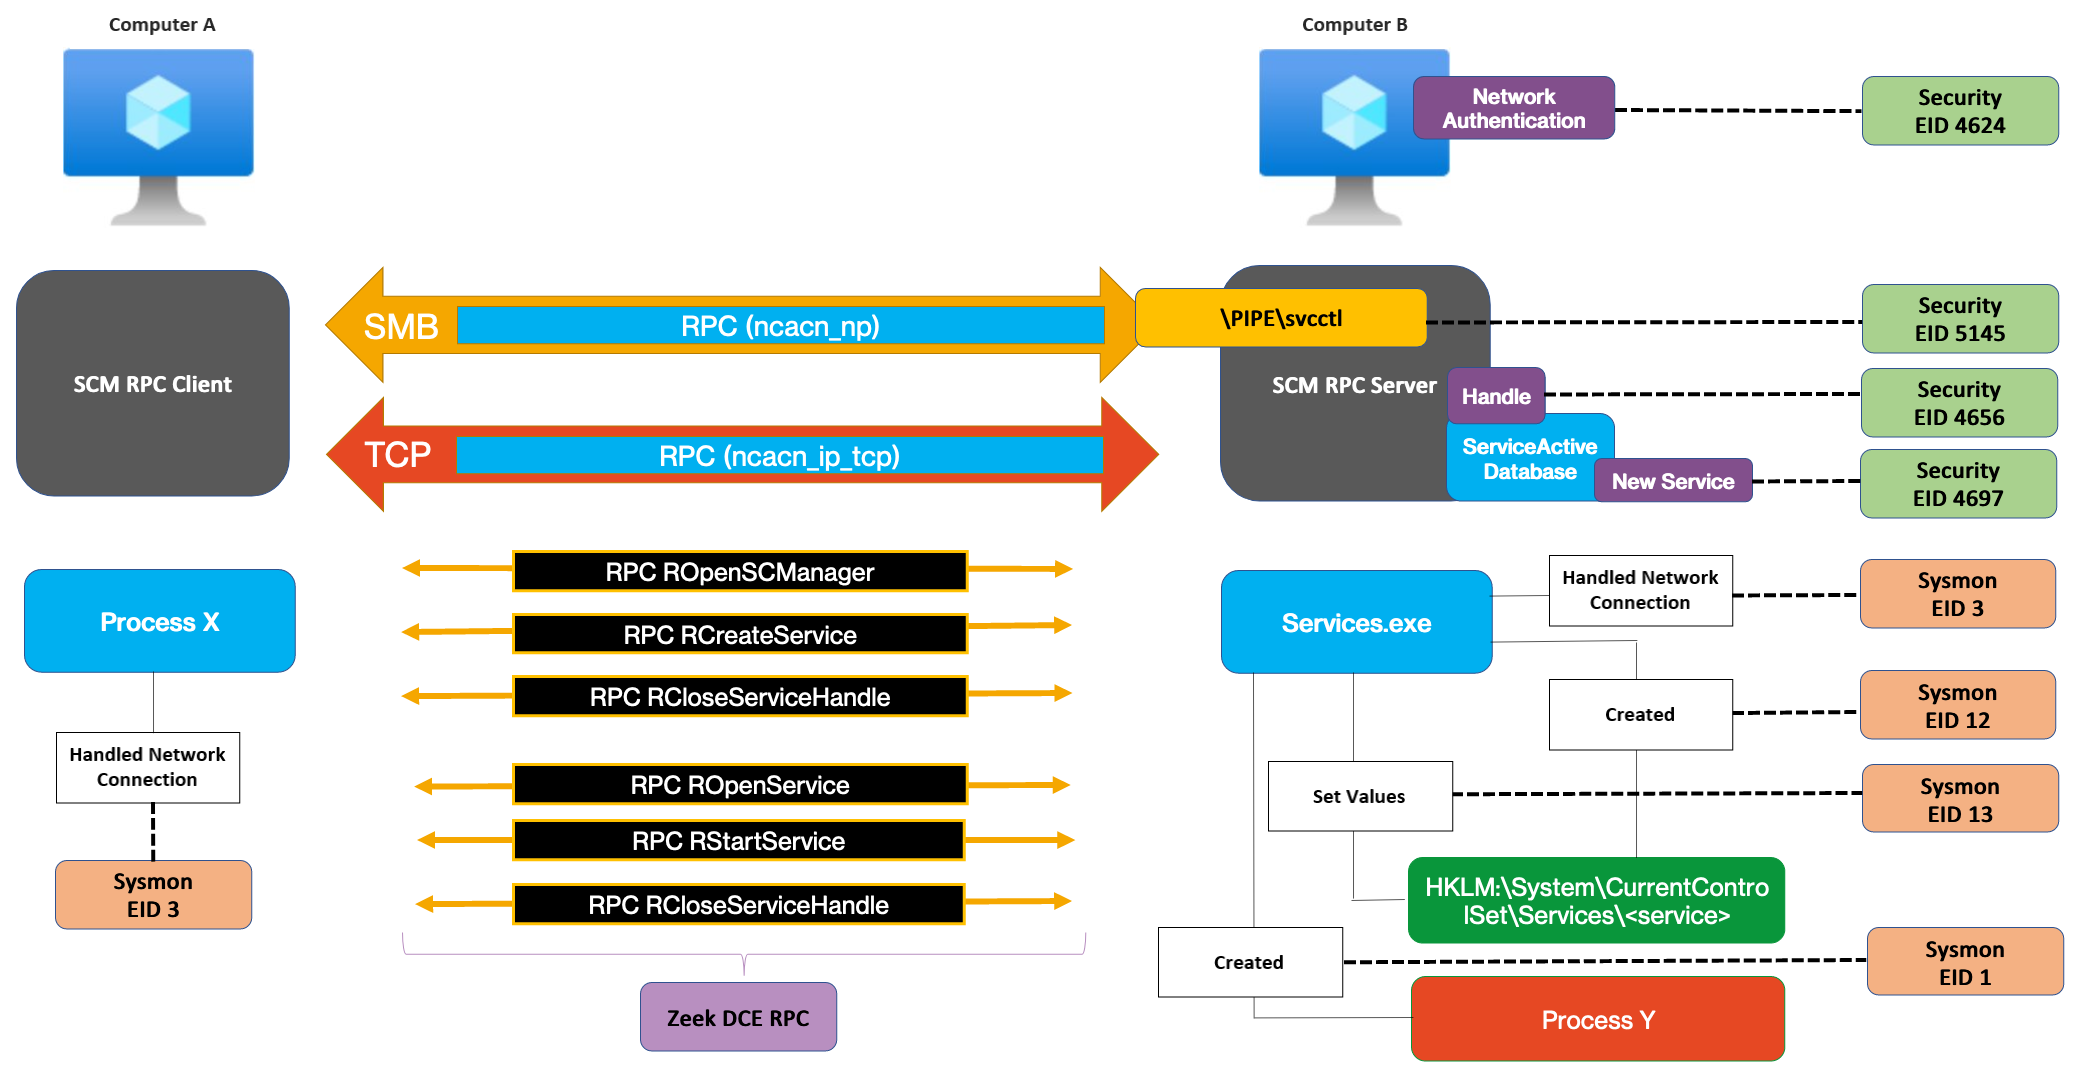 Computer A
Computer B
Network
Authentication
Security
EID 4624
SMB
RPC (ncacn_np)
\PIPE\svcctl
Security
EID 5145
SCM RPC Client
SCM RPC Server
Handle
Security
EID 4656
TCP
RPC (ncacn_ip_tcp)
ServiceActive
Database
New Service
Security
EID 4697
RPC ROpenSCManager
RPC RCreateService
RPC RCloseServiceHandle
RPC ROpenService
RPC RStartService
RPC RCloseServiceHandle
Zeek DCE RPC
Process X
Handled Network
Connection
Sysmon
EID 3
Services.exe
Handled Network
Connection
Sysmon
EID 3
Created
Sysmon
EID 12
Set Values
Sysmon
EID 13
HKLM:\System\CurrentContro
lSet\Services\<service>
Created
Sysmon
EID 1
Process Y